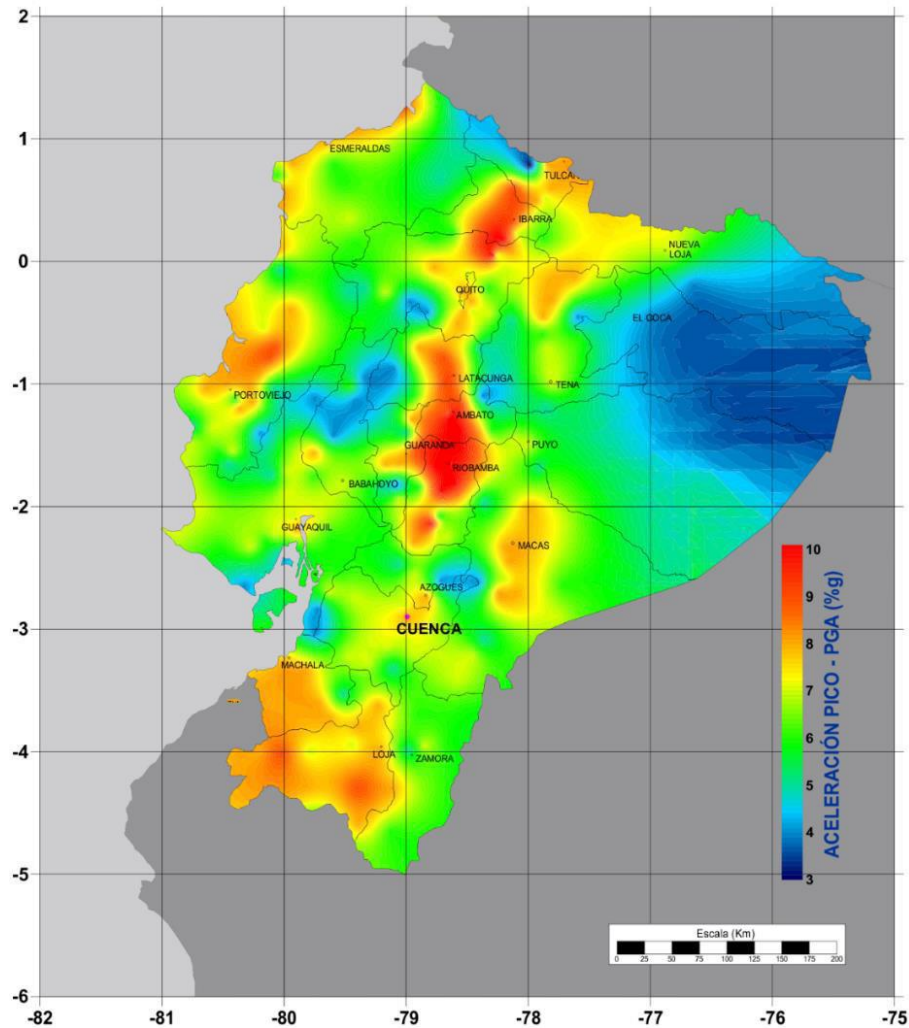 2
1
0
-1
-2
-3
-4
-5
-6
-82
-81
-80
-79
-78
-77
-76
-75
ESMERALDAS
TULCAN
IBARRA
NUEVA
LOJA
QUITO
EL COCA
LATACUNGA
TENA
PORTOVIEJO
AMBATO
GUARANDA
PUYO
RIOBAMBA
BABAHOYO
GUAYAQUIL
MACAS
AZOGUES
CUENCA
MACHALA
LOJA
ZAMORA
10
9
8
7
6
5
4
3
ACELERACIÓN PICO - PGA (%g)
Escala (Km)
0 25 50 75 100 125 150 175 200